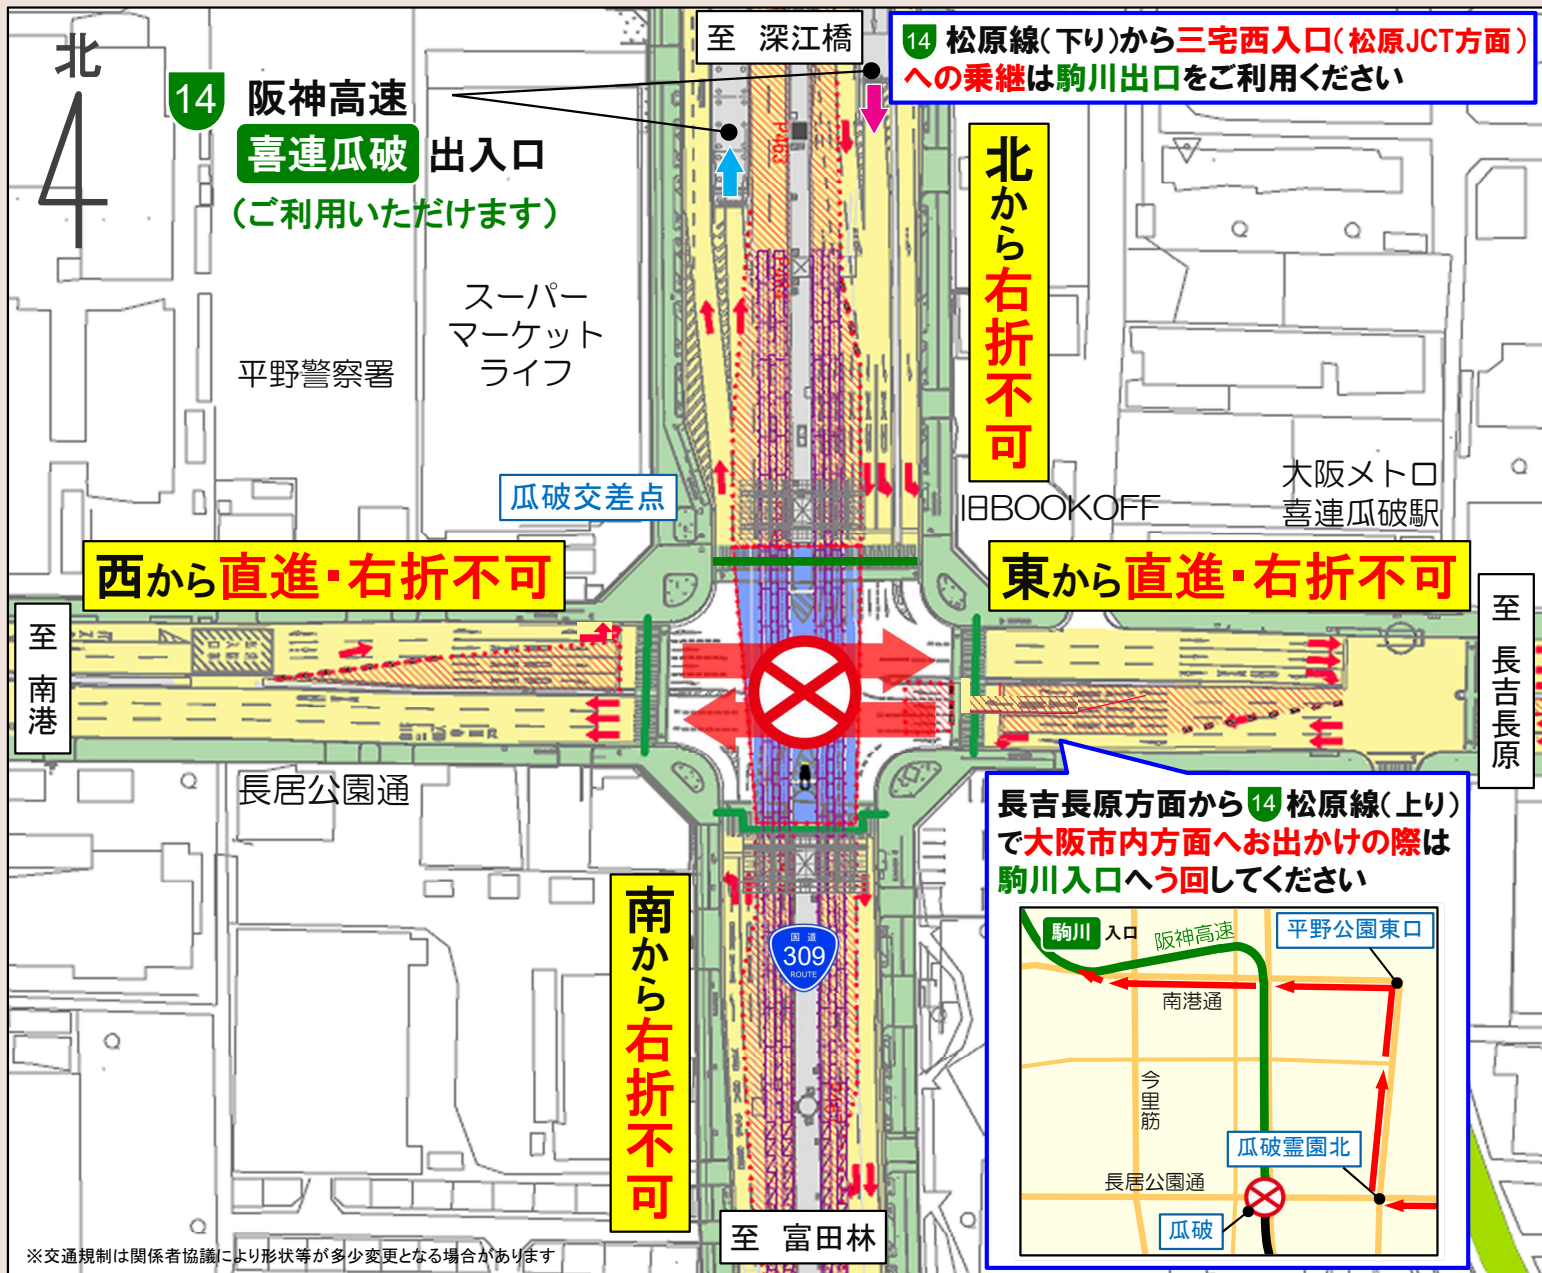 北
至 深江橋
14 松原線(下り)から三宅西入口(松原JCT方面)
への乗継は駒川出口をご利用ください
14 阪神高速
喜連瓜破 出入口
(ご利用いただけます)
北から右折不可
スーパー
マーケット
ライフ
平野警察署
瓜破交差点
旧BOOKOFF
大阪メトロ
喜連瓜破駅
西から直進・右折不可
東から直進・右折不可
至 南港
至 長吉長原
長居公園通
長吉長原方面から 14 松原線(上り)
で大阪市内方面へお出かけの際は
駒川入口へう回してください
南から右折不可
国道
309
ROUTE
駒川 入口
阪神高速
平野公園東口
南港通
今里筋
瓜破霊園北
長居公園通
瓜破
至 富田林
※交通規制は関係者協議により形状等が多少変更となる場合があります